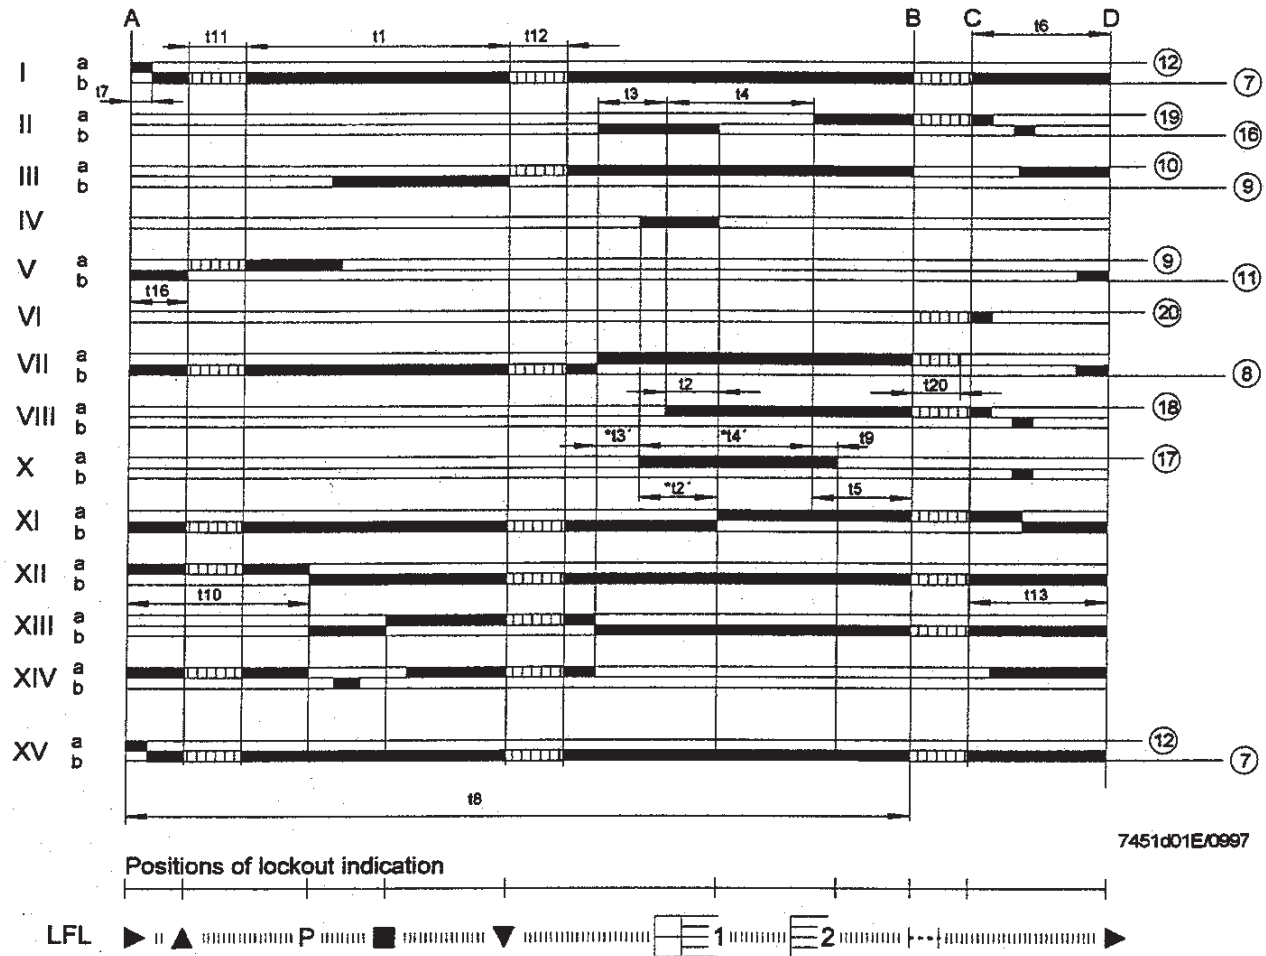 A B C D
t11 t1 t12 t6
I a 12
b 7
t7 t3 t4
II a 19
b 16
III a 10
b 9
IV
V a 9
b 11
t16
VI 20
VII a
b 8
t2 t20
VIII a 18
b
*t3´ *t4´ t9
X a 17
b
*t2´ t5
XI a
b
XII a
b
t10 t13
XIII a
b
XIV a
b
XV a 12
b 7
t8
7451d01E/0997
Positions of lockout indication
LFL P 1 2